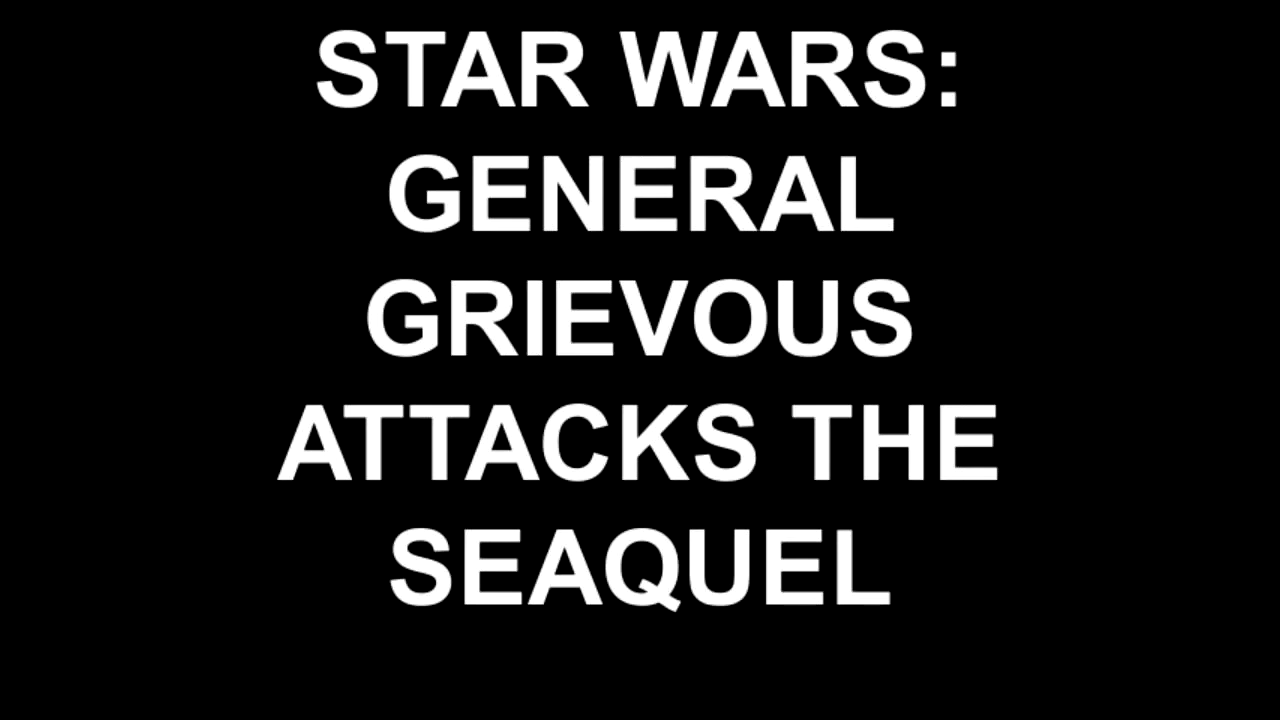 STAR WARS:
GENERAL
GRIEVOUS
ATTACKS THE
SEAQUEL